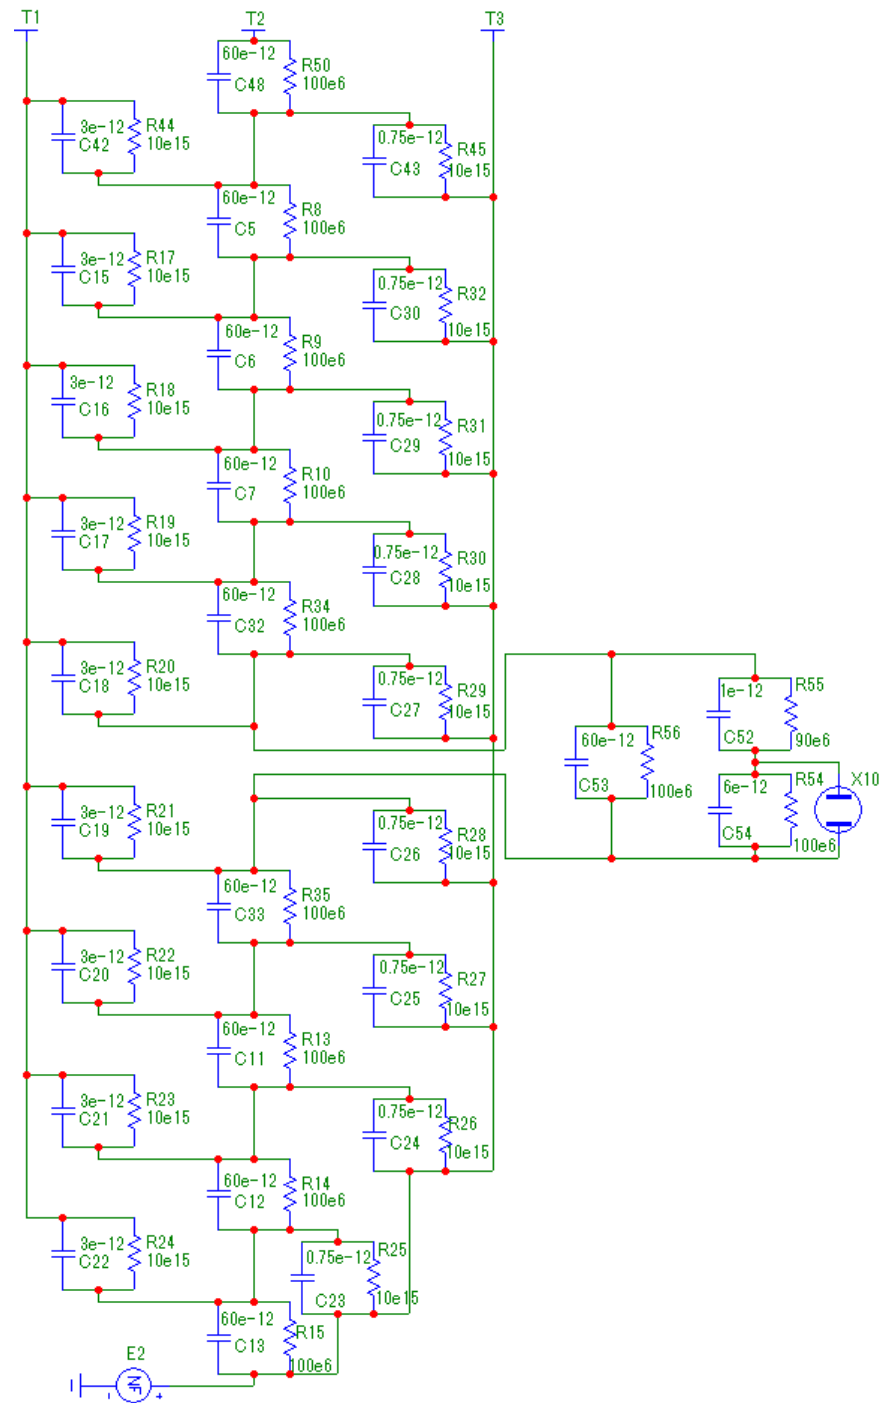 T1
T2
T3
60e-12
C48
R50
100e6
3e-12
C42
R44
10e15
0.75e-12
C43
R45
10e15
60e-12
C5
R8
100e6
3e-12
C15
R17
10e15
0.75e-12
C30
R32
10e15
60e-12
C6
R9
100e6
3e-12
C16
R18
10e15
0.75e-12
C29
R31
10e15
60e-12
C7
R10
100e6
3e-12
C17
R19
10e15
0.75e-12
C28
R30
10e15
60e-12
C32
R34
100e6
3e-12
C18
R20
10e15
0.75e-12
C27
R29
10e15
60e-12
C53
R56
100e6
1e-12
C52
R55
90e6
6e-12
C54
R54
100e6
X10
3e-12
C19
R21
10e15
0.75e-12
C26
R28
10e15
60e-12
C33
R35
100e6
3e-12
C20
R22
10e15
0.75e-12
C25
R27
10e15
60e-12
C11
R13
100e6
3e-12
C21
R23
10e15
0.75e-12
C24
R26
10e15
60e-12
C12
R14
100e6
3e-12
C22
R24
10e15
0.75e-12
C23
R25
10e15
60e-12
C13
R15
100e6
E2
NF
- +